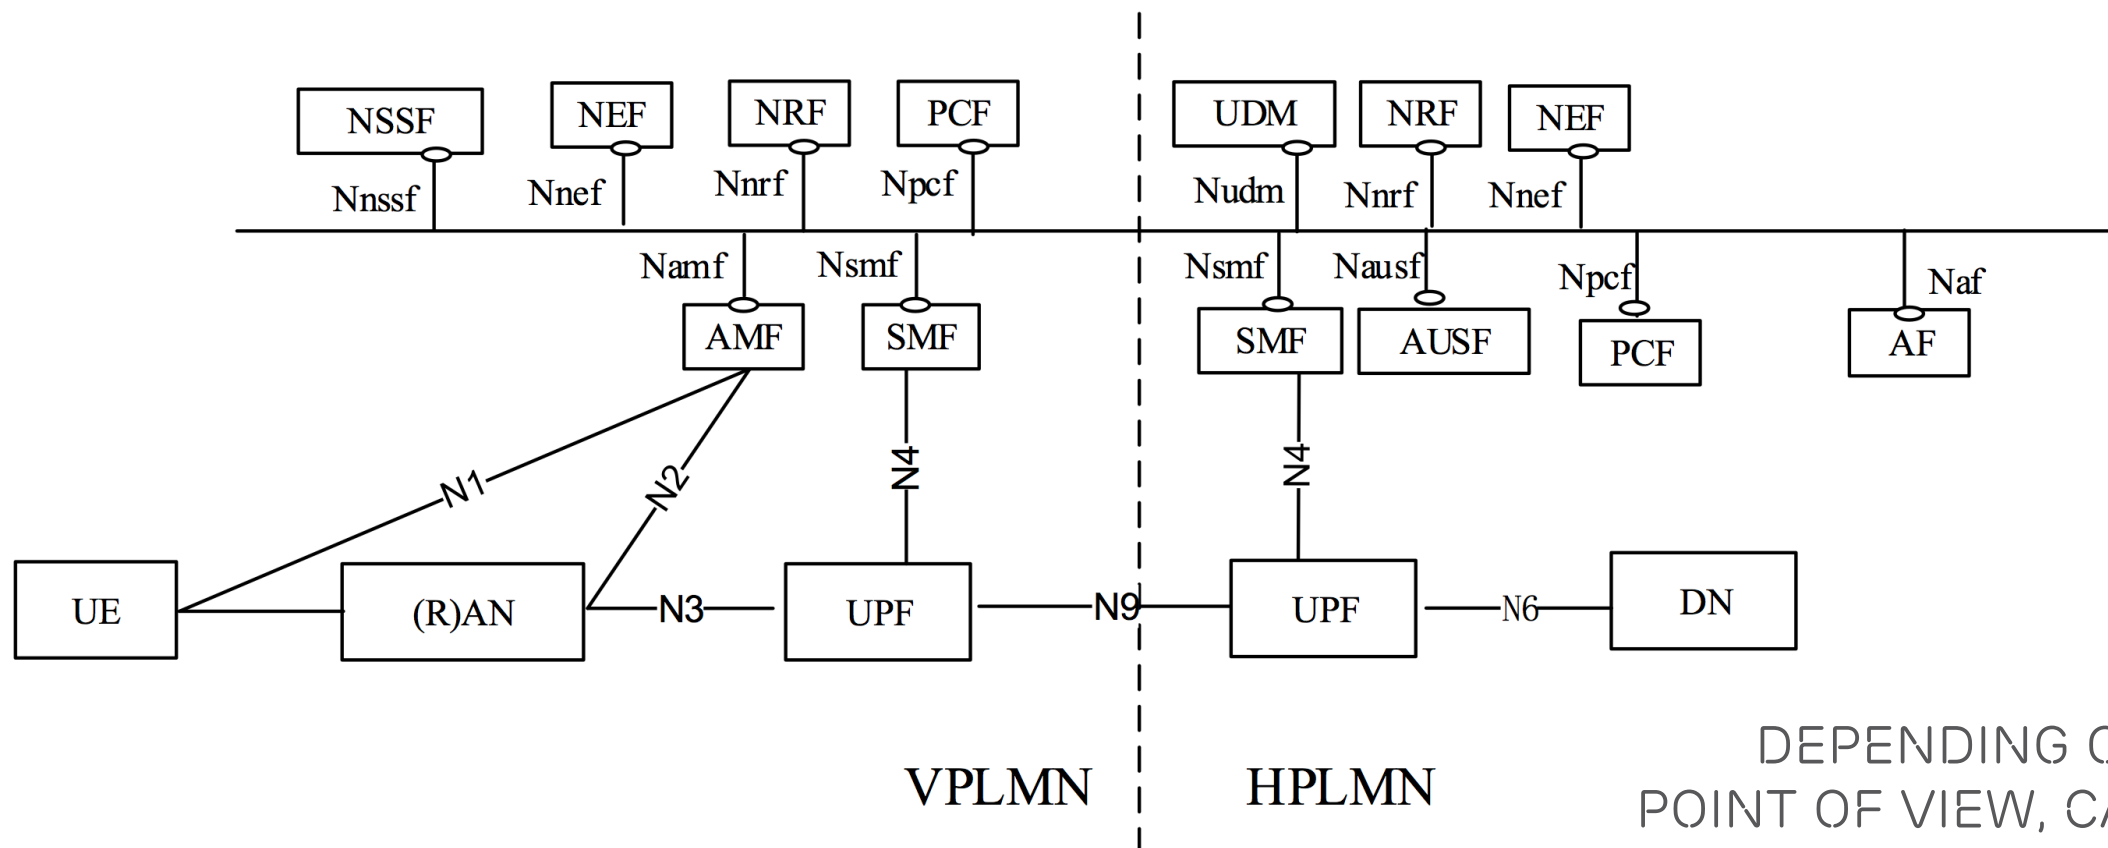 NSSF NEF NRF PCF UDM NRF NEF
Nnssf Nnef Nnrf Npcf Nudm Nnrf Nnef
Namf Nsmf Nsmf Nausf Npcf Naf
AMF SMF SMF AUSF PCF AF
N1 N2 N4 N4
UE (R)AN N3 UPF N9 UPF N6 DN
VPLMN HPLMN
DEPENDING
POINT OF VIEW,